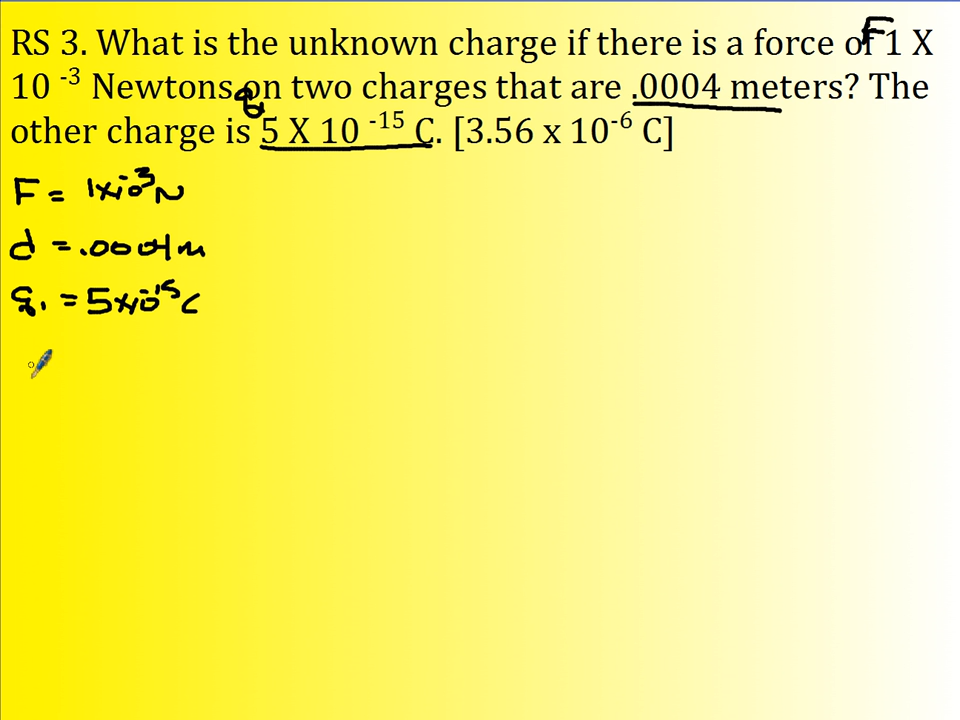 RS 3. What is the unknown charge if there is a force of 1 X
10 -3 Newtons on two charges that are .0004 meters? The
other charge is 5 X 10 -15 C. [3.56 x 10-6 C]
F
q
F = 1x10-3 N
d = .0004 m
q1 = 5x10-15 C